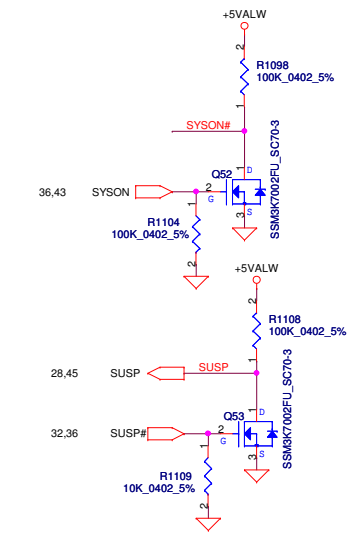 +5VALW
2
R1098
100K_0402_5%
1
SYSON#
36,43 SYSON
Q52
2
G
1
D
3
S
SSM3K7002FU_SC70-3
1
R1104
100K_0402_5%
2
+5VALW
2
R1108
100K_0402_5%
1
28,45 SUSP
SUSP
32,36 SUSP#
Q53
2
G
1
D
3
S
SSM3K7002FU_SC70-3
1
R1109
10K_0402_5%
2